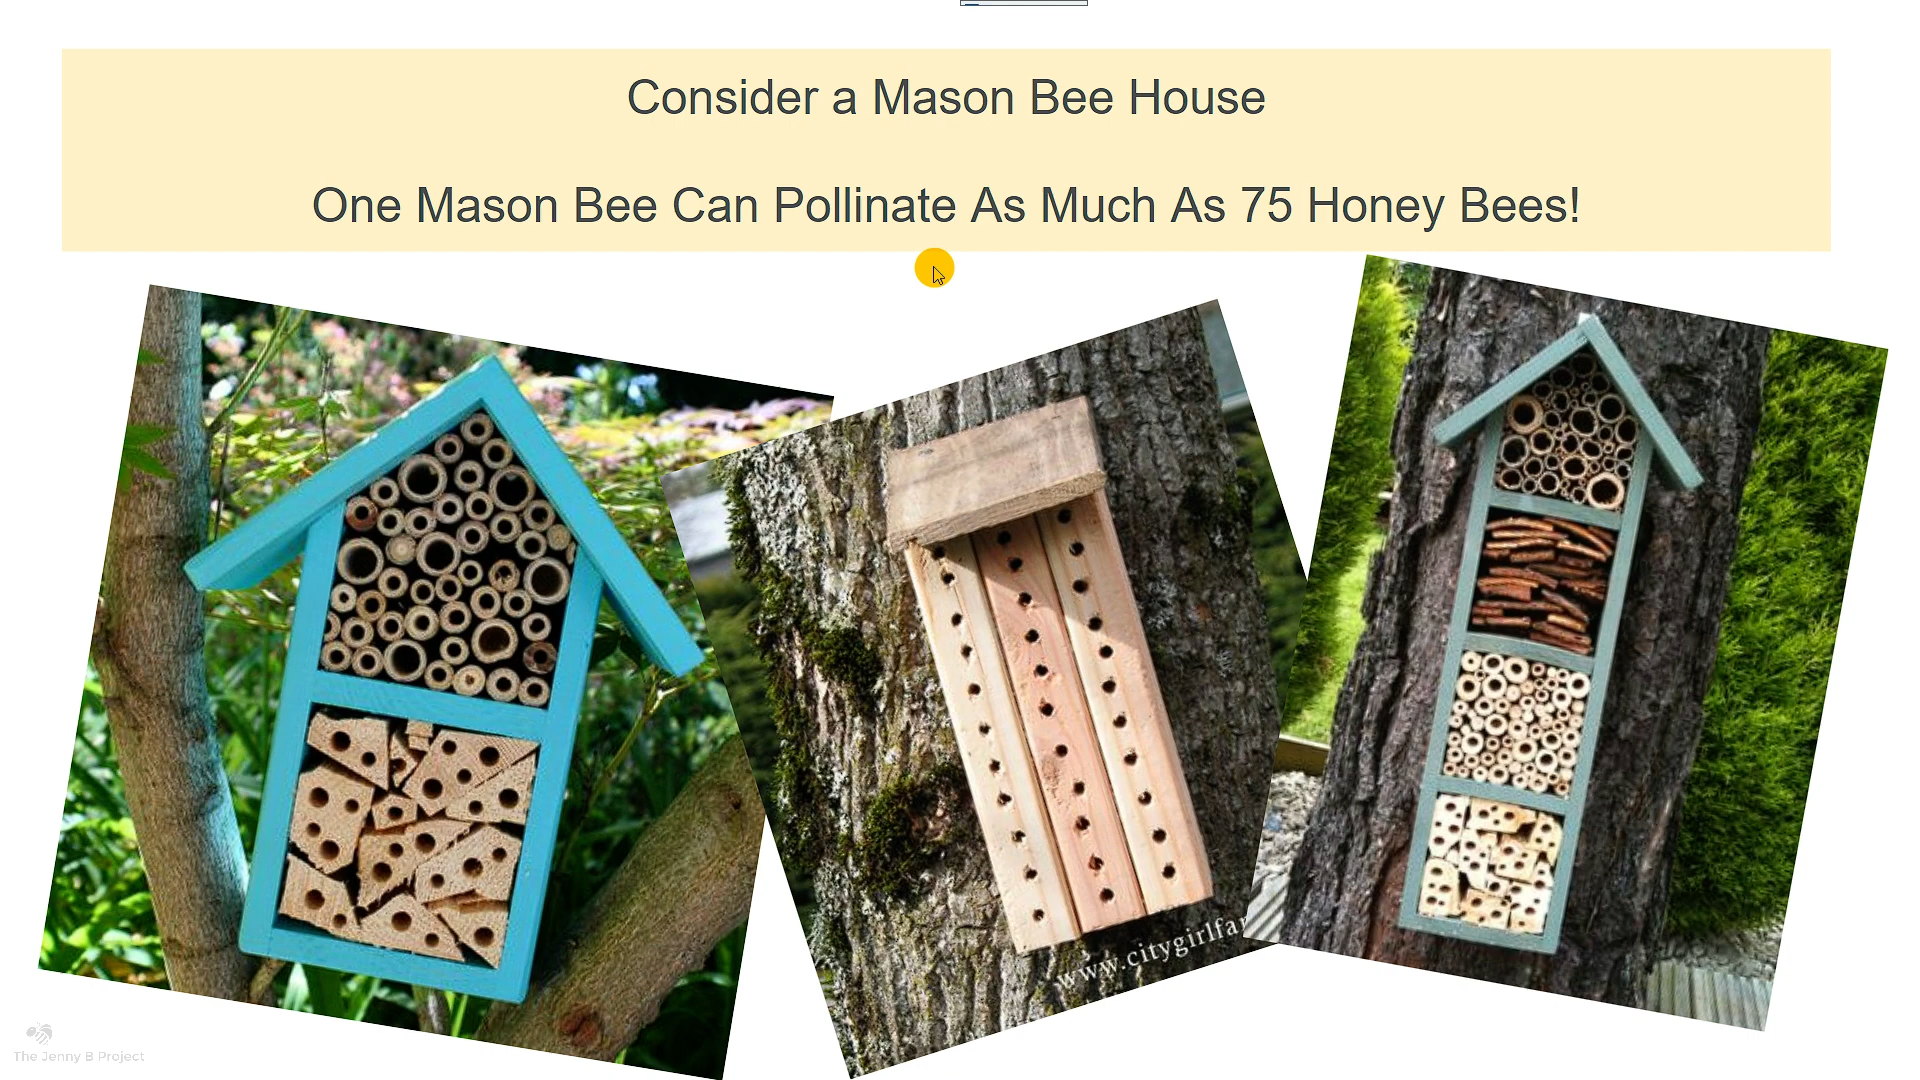 Consider a Mason Bee House
One Mason Bee Can Pollinate As Much As 75 Honey Bees!
www.citygirlfa
The Jenny B Project